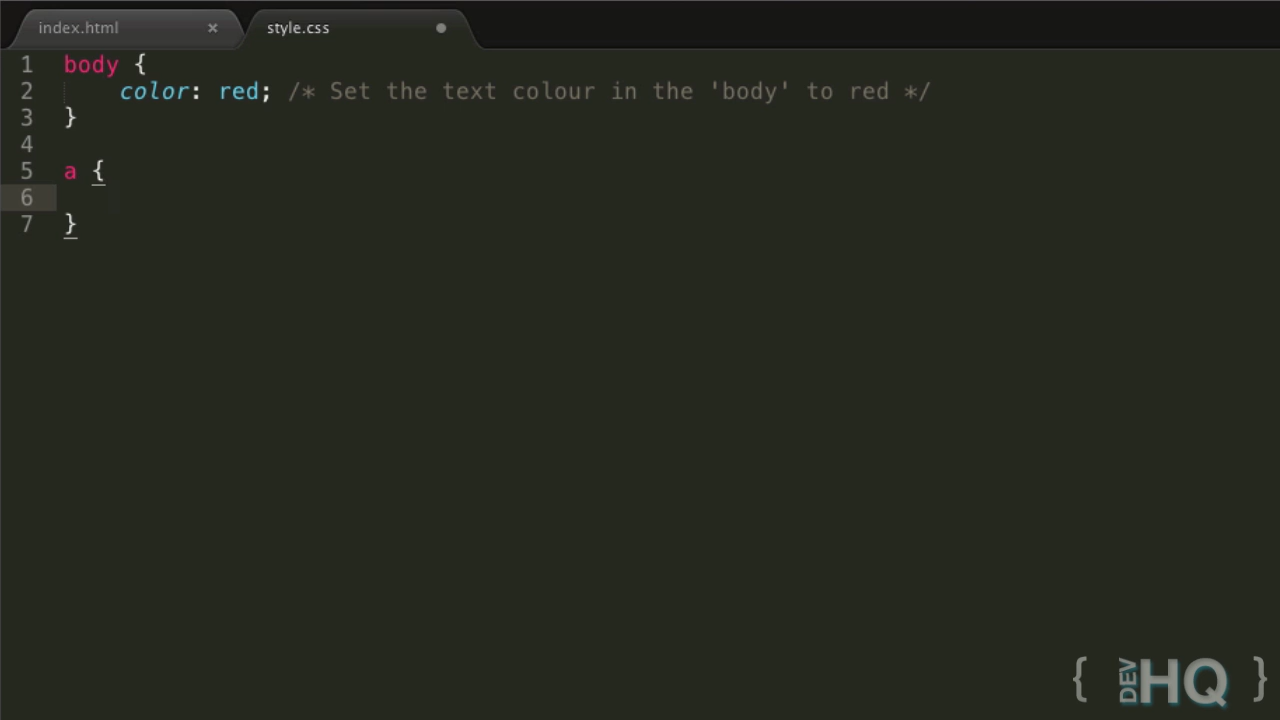 index.html × style.css
1 body {
2 color: red; /* Set the text colour in the 'body' to red */
3 }
4
5 a {
6
7 }
{ DEV HQ }